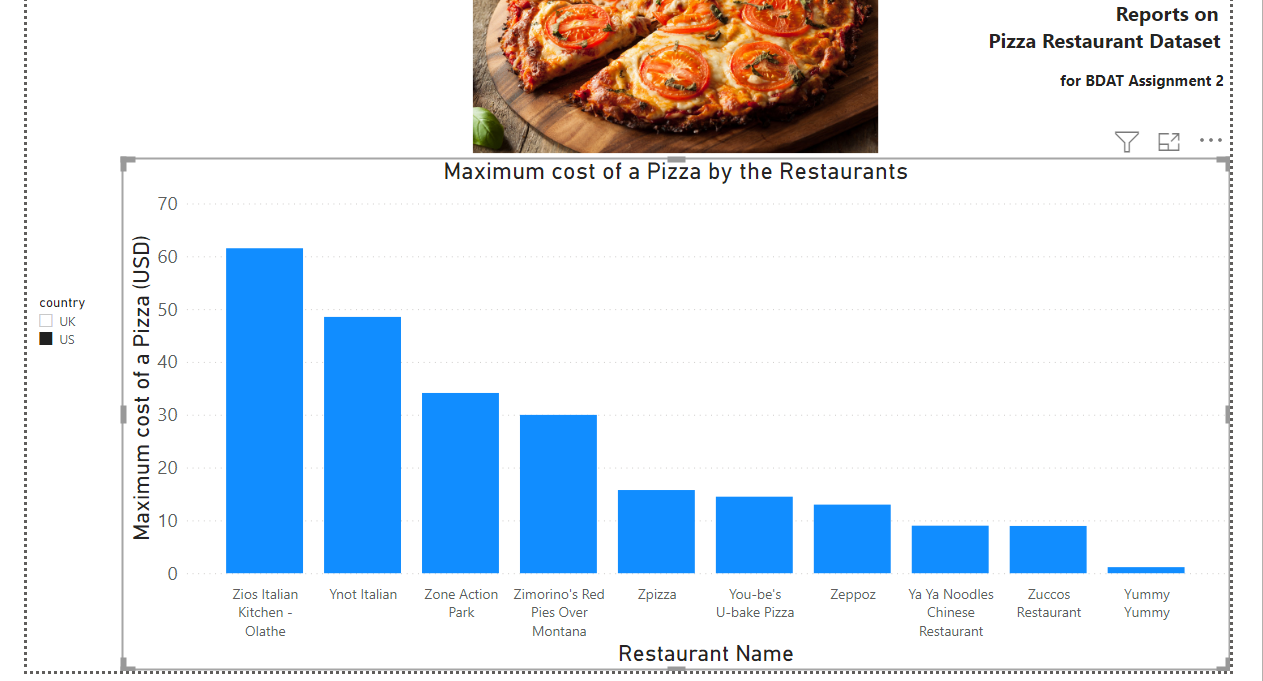 Reports on
Pizza Restaurant Dataset
for BDAT Assignment 2
Maximum cost of a Pizza by the Restaurants
Maximum cost of a Pizza (USD)
70
60
50
40
30
20
10
0
country
UK
US
Zios Italian
Kitchen -
Olathe
Ynot Italian
Zone Action
Park
Zimorino's Red
Pies Over
Montana
Zpizza
You-be's
U-bake Pizza
Zeppoz
Ya Ya Noodles
Chinese
Restaurant
Zuccos
Restaurant
Yummy
Yummy
Restaurant Name